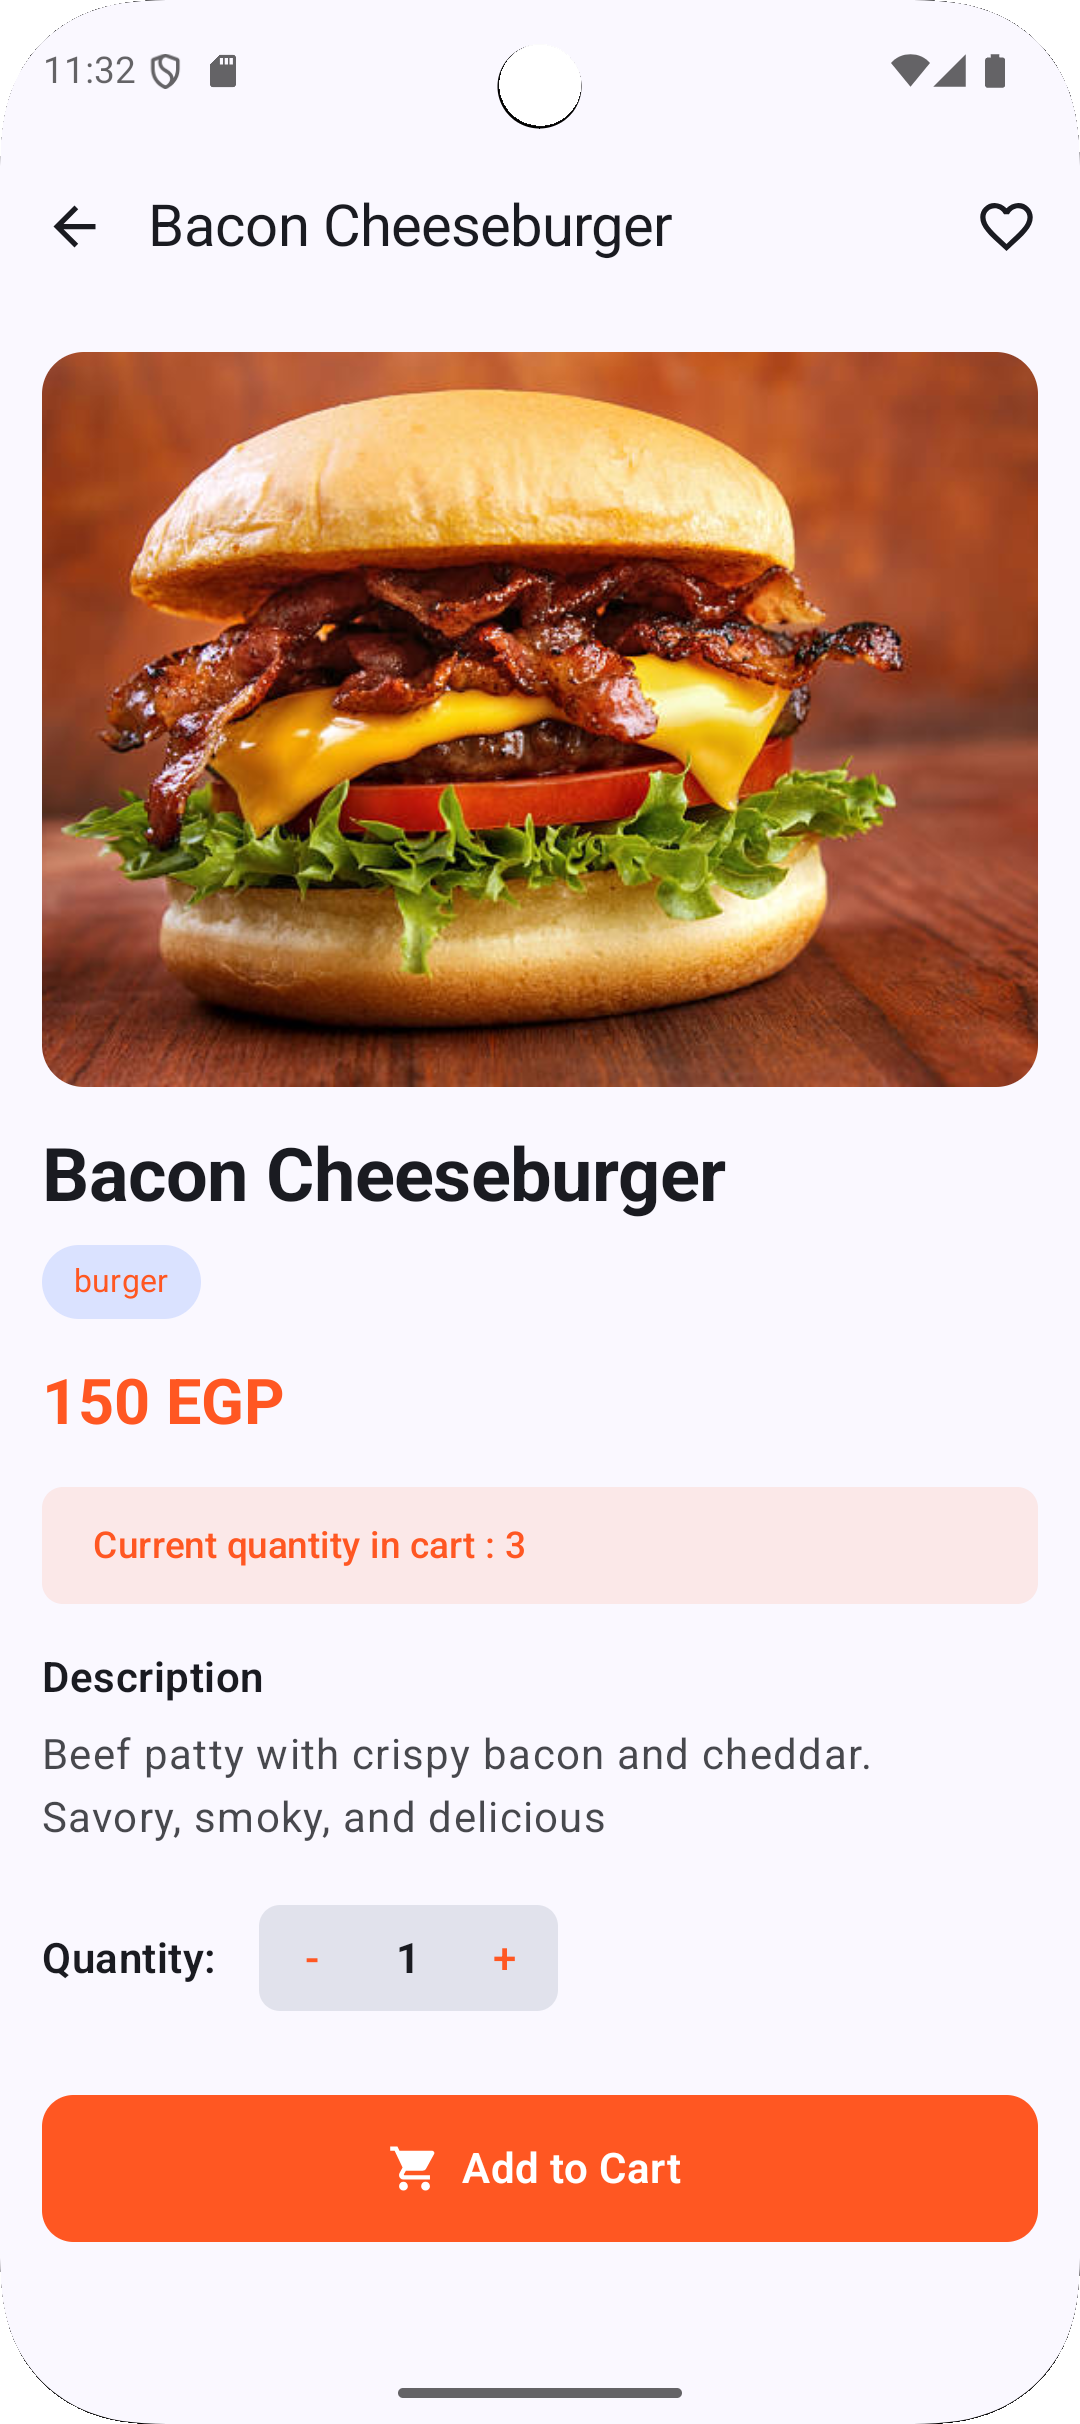 11:32
Bacon Cheeseburger
Bacon Cheeseburger
burger
150 EGP
Current quantity in cart : 3
Description
Beef patty with crispy bacon and cheddar.
Savory, smoky, and delicious
Quantity: - 1 +
Add to Cart